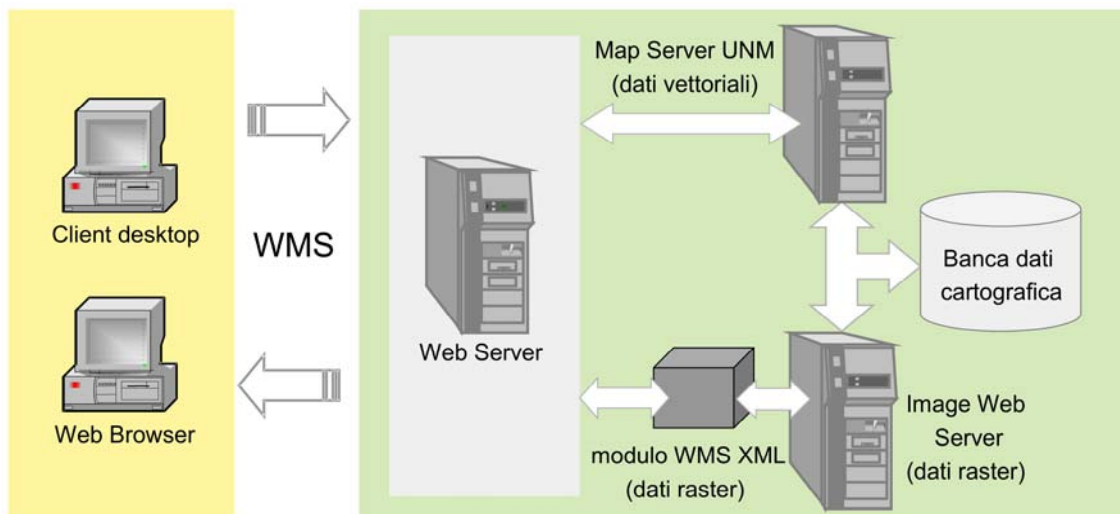 Client desktop
Web Browser
WMS
Web Server
Map Server UNM
(dati vettoriali)
Banca dati
cartografica
modulo WMS XML
(dati raster)
Image Web
Server
(dati raster)